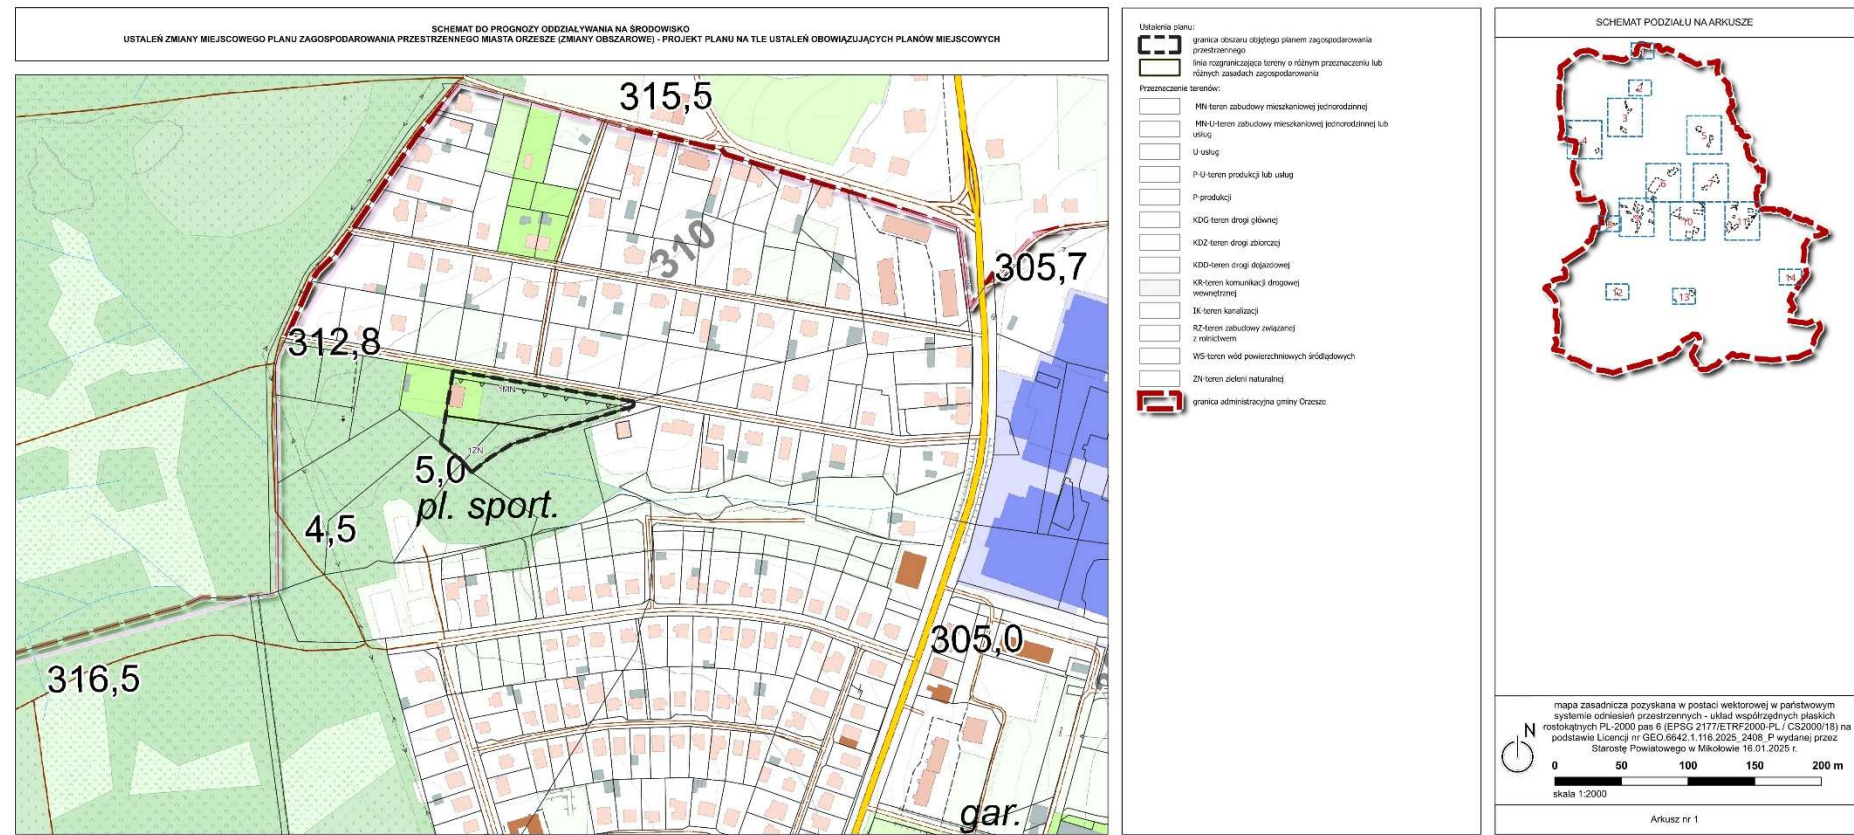 SCHEMAT DO PROGNOZY ODDZIAŁYWANIA NA ŚRODOWISKO
USTALEŃ ZMIANY MIEJSCOWEGO PLANU ZAGOSPODAROWANIA PRZESTRZENNEGO MIASTA ORZESZE (ZMIANY OBSZAROWE) - PROJEKT PLANU NA TLE USTALEŃ OBOWIĄZUJĄCYCH PLANÓW MIEJSCOWYCH
315,5
310
305,7
312,8
1MN
1ZN
5,0
pl. sport.
4,5
305,0
316,5
gar.
Ustalenia planu:
granica obszaru objętego planem zagospodarowania
przestrzennego
linia rozgraniczająca tereny o różnym przeznaczeniu lub
różnych zasadach zagospodarowania
Przeznaczenie terenów:
MN-teren zabudowy mieszkaniowej jednorodzinnej
MN-U-teren zabudowy mieszkaniowej jednorodzinnej lub
usług
U-usług
P-U-teren produkcji lub usług
P-produkcji
KDG-teren drogi głównej
KDZ-teren drogi zbiorczej
KDD-teren drogi dojazdowej
KR-teren komunikacji drogowej
wewnętrznej
IK-teren kanalizacji
RZ-teren zabudowy związanej
z rolnictwem
WS-teren wód powierzchniowych śródlądowych
ZN-teren zieleni naturalnej
granica administracyjna gminy Orzesze
SCHEMAT PODZIAŁU NA ARKUSZE
2
3
4
5
6
7
8
9
10
11
12
13
14
mapa zasadnicza pozyskana w postaci wektorowej w państwowym
systemie odniesień przestrzennych - układ współrzędnych płaskich
rostokątnych PL-2000 pas 6 (EPSG 2177/ETRF2000-PL / CS2000/18) na
podstawie Licencji nr GEO.6642.1.116.2025_2408_P wydanej przez
Starostę Powiatowego w Mikołowie 16.01.2025 r.
N
0 50 100 150 200 m
skala 1:2000
Arkusz nr 1